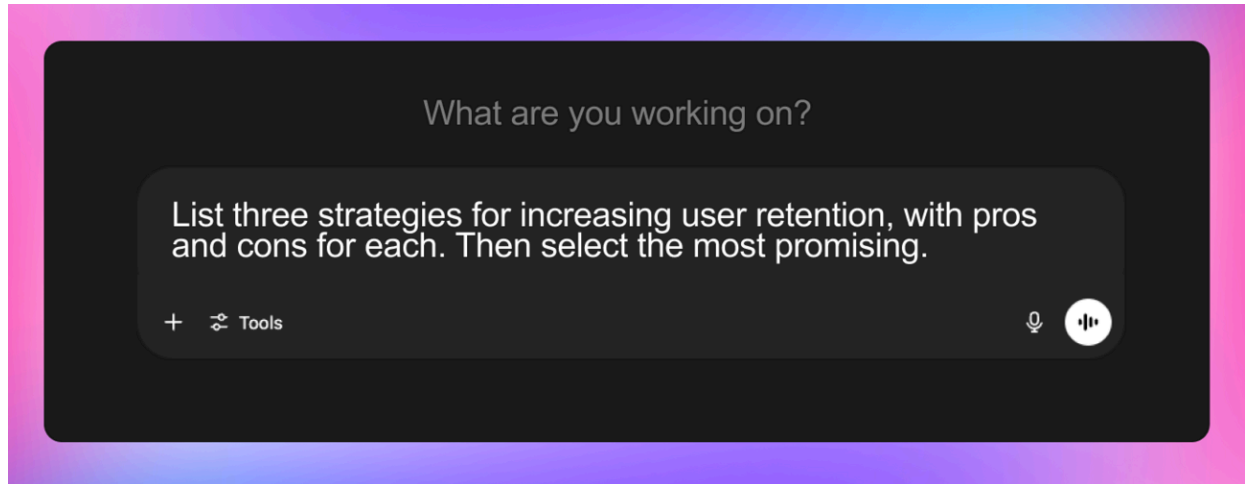 What are you working on?
List three strategies for increasing user retention, with pros
and cons for each. Then select the most promising.
Tools